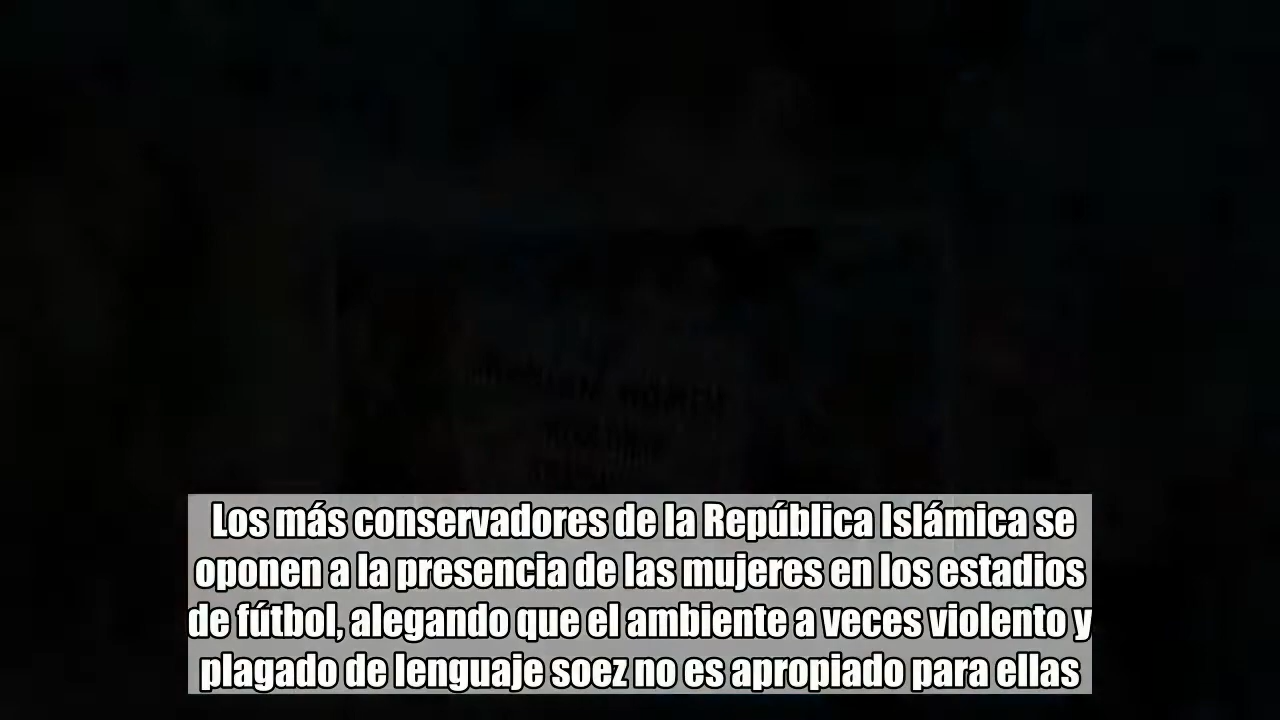 Los más conservadores de la República Islámica se
oponen a la presencia de las mujeres en los estadios
de fútbol, alegando que el ambiente a veces violento y
plagado de lenguaje soez no es apropiado para ellas